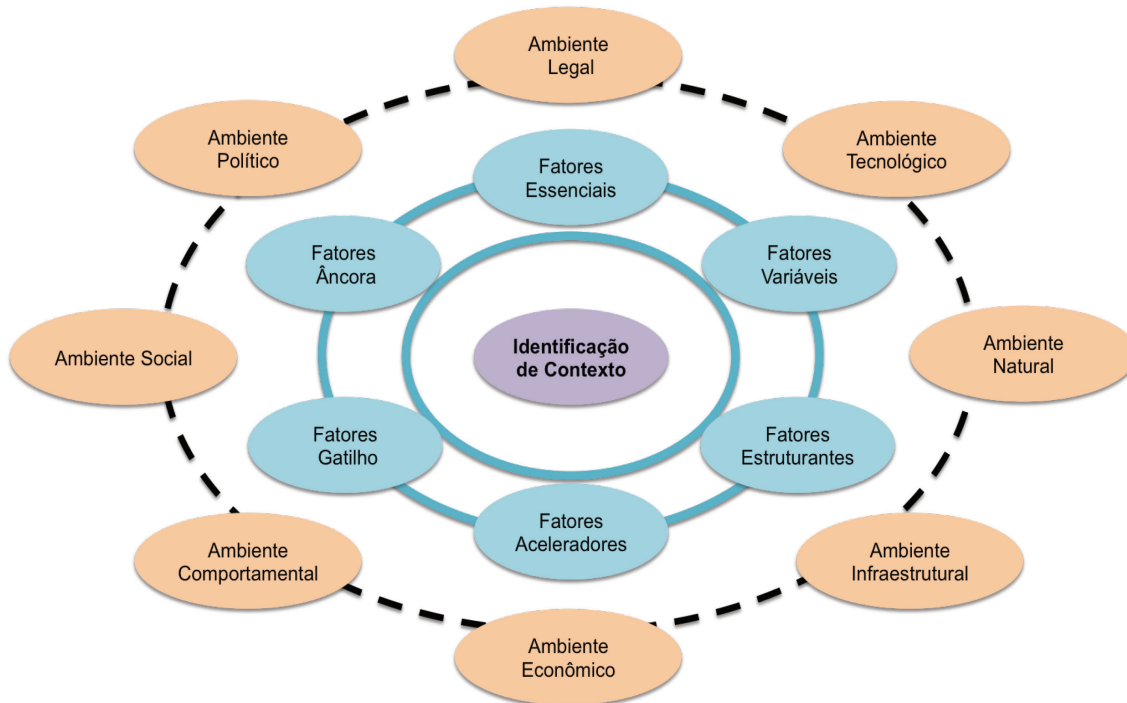 Ambiente
Legal
Ambiente
Político
Ambiente
Tecnológico
Fatores
Essenciais
Fatores
Âncora
Fatores
Variáveis
Ambiente Social
Identificação
de Contexto
Ambiente
Natural
Fatores
Gatilho
Fatores
Estruturantes
Fatores
Aceleradores
Ambiente
Comportamental
Ambiente
Infraestrutural
Ambiente
Econômico